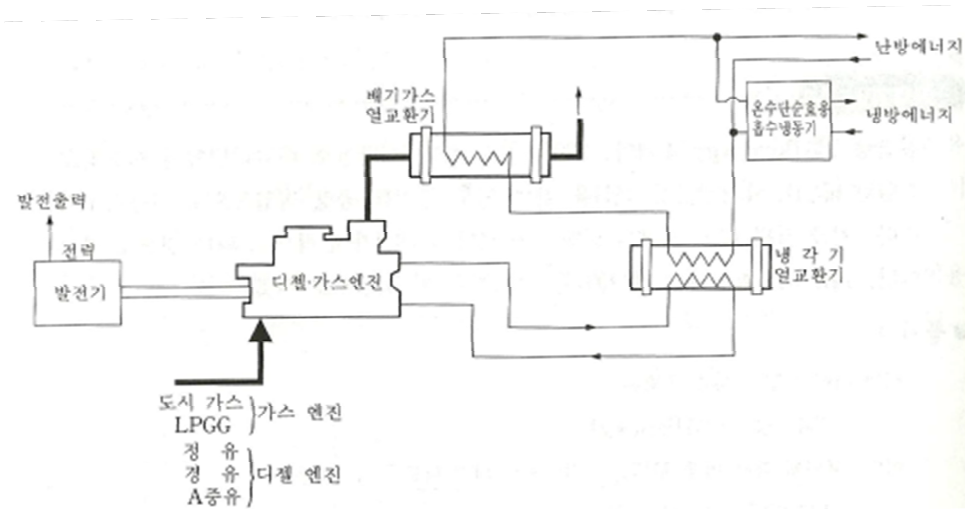 난방에너지
배기가스
열교환기
온수단순효용
흡수냉동기
냉방에너지
발전출력
전력
발전기
디젤·가스엔진
냉각기
열교환기
도시 가스
LPGG
가스 엔진
정유
경유
A중유
디젤 엔진